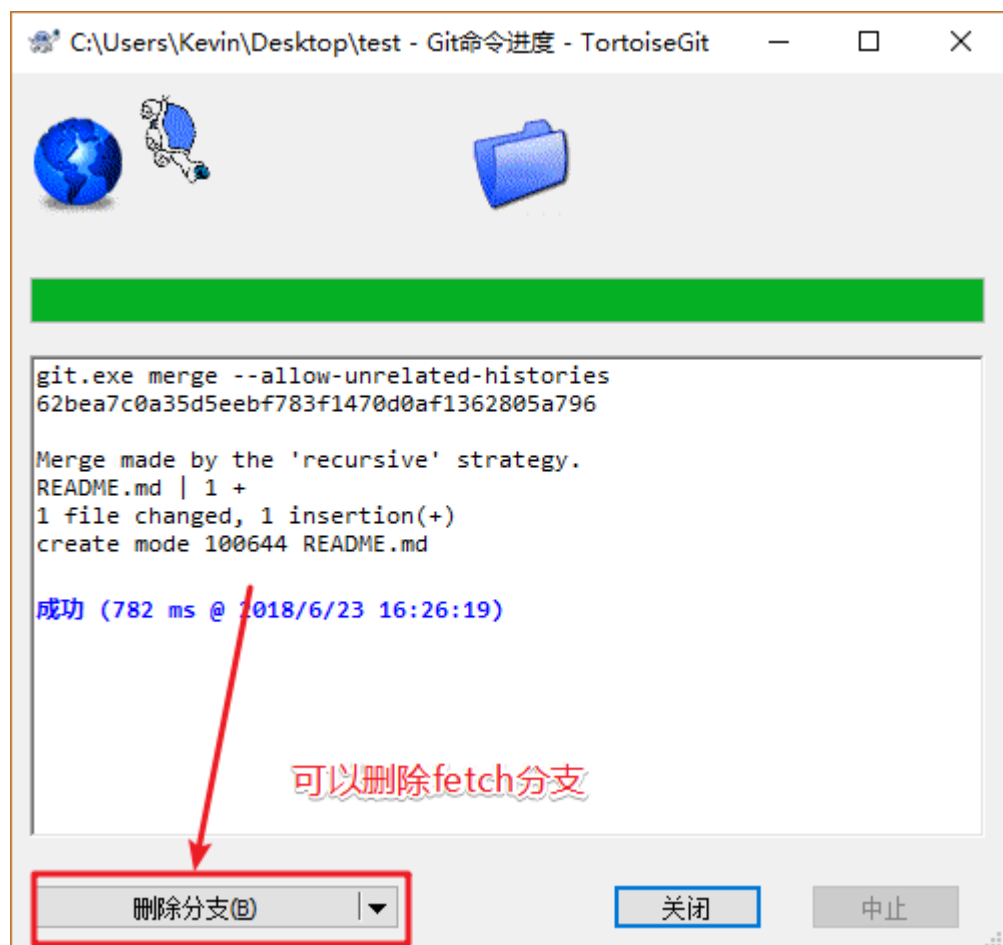 C:\Users\Kevin\Desktop\test - Git命令进度 - TortoiseGit
git.exe merge --allow-unrelated-histories
62bea7c0a35d5eebf783f1470d0af1362805a796
Merge made by the 'recursive' strategy.
README.md | 1 +
1 file changed, 1 insertion(+)
create mode 100644 README.md
成功 (782 ms @ 2018/6/23 16:26:19)
可以删除fetch分支
删除分支(B)
关闭
中止